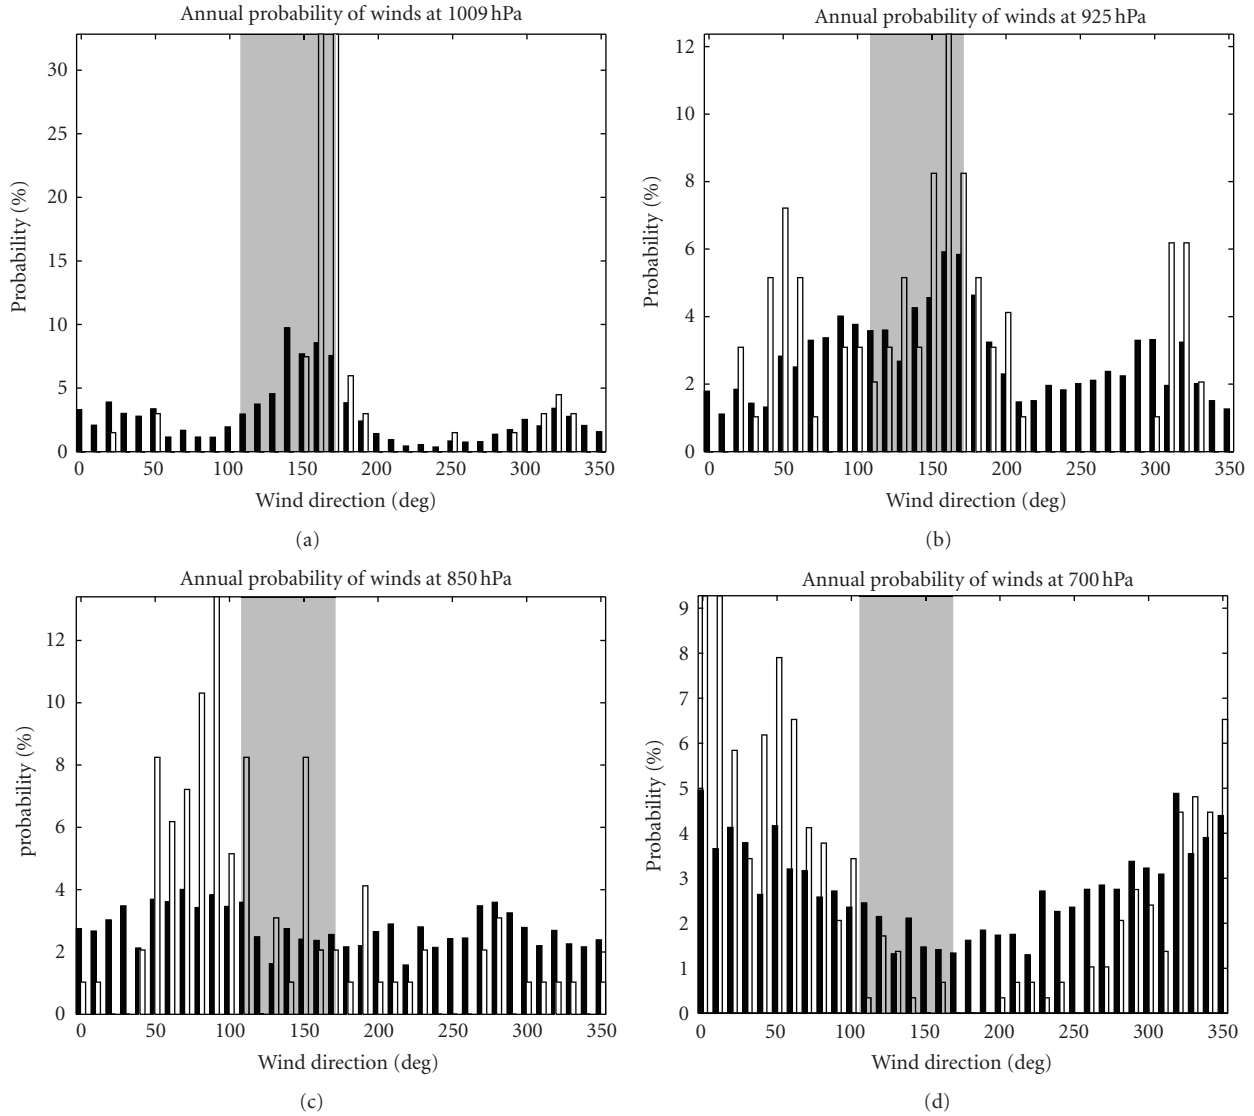 Annual probability of winds at 1009 hPa
Probability (%)
30
25
20
15
10
5
0
0 50 100 150 200 250 300 350
Wind direction (deg)
(a)
Annual probability of winds at 925 hPa
Probability (%)
12
10
8
6
4
2
0
0 50 100 150 200 250 300 350
Wind direction (deg)
(b)
Annual probability of winds at 850 hPa
probability (%)
12
10
8
6
4
2
0
0 50 100 150 200 250 300 350
Wind direction (deg)
(c)
Annual probability of winds at 700 hPa
Probability (%)
9
8
7
6
5
4
3
2
1
0
0 50 100 150 200 250 300 350
Wind direction (deg)
(d)